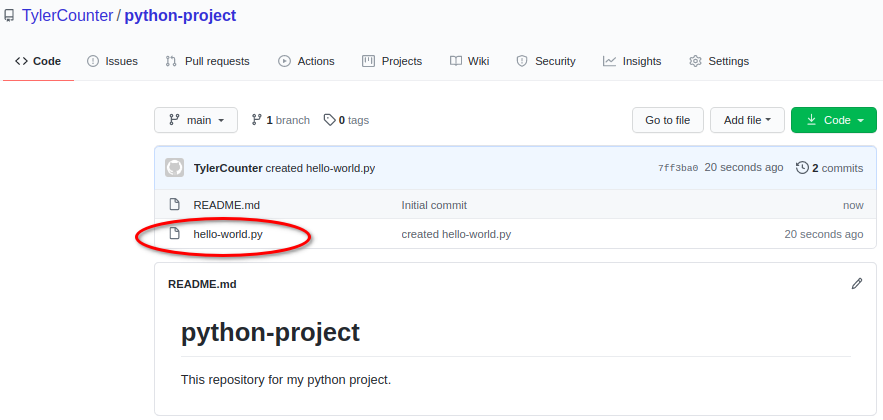 TylerCounter / python-project
Code Issues Pull requests Actions Projects Wiki Security Insights Settings
main 1 branch 0 tags Go to file Add file Code
TylerCounter created hello-world.py 7ff3ba0 20 seconds ago 2 commits
README.md Initial commit now
hello-world.py created hello-world.py 20 seconds ago
README.md
python-project
This repository for my python project.